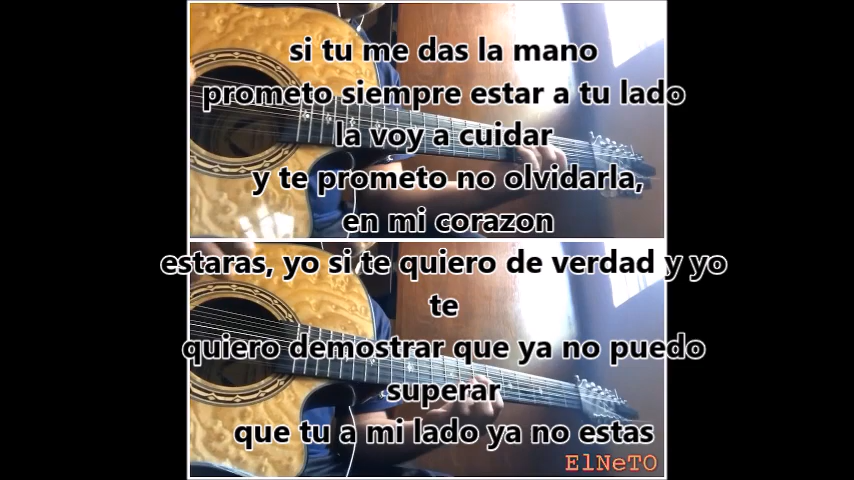 si tu me das la mano
prometo siempre estar a tu lado
la voy a cuidar
y te prometo no olvidarla,
en mi corazon
estaras, yo si te quiero de verdad y yo
te
quiero demostrar que ya no puedo
superar
que tu a mi lado ya no estas
ElNeTO